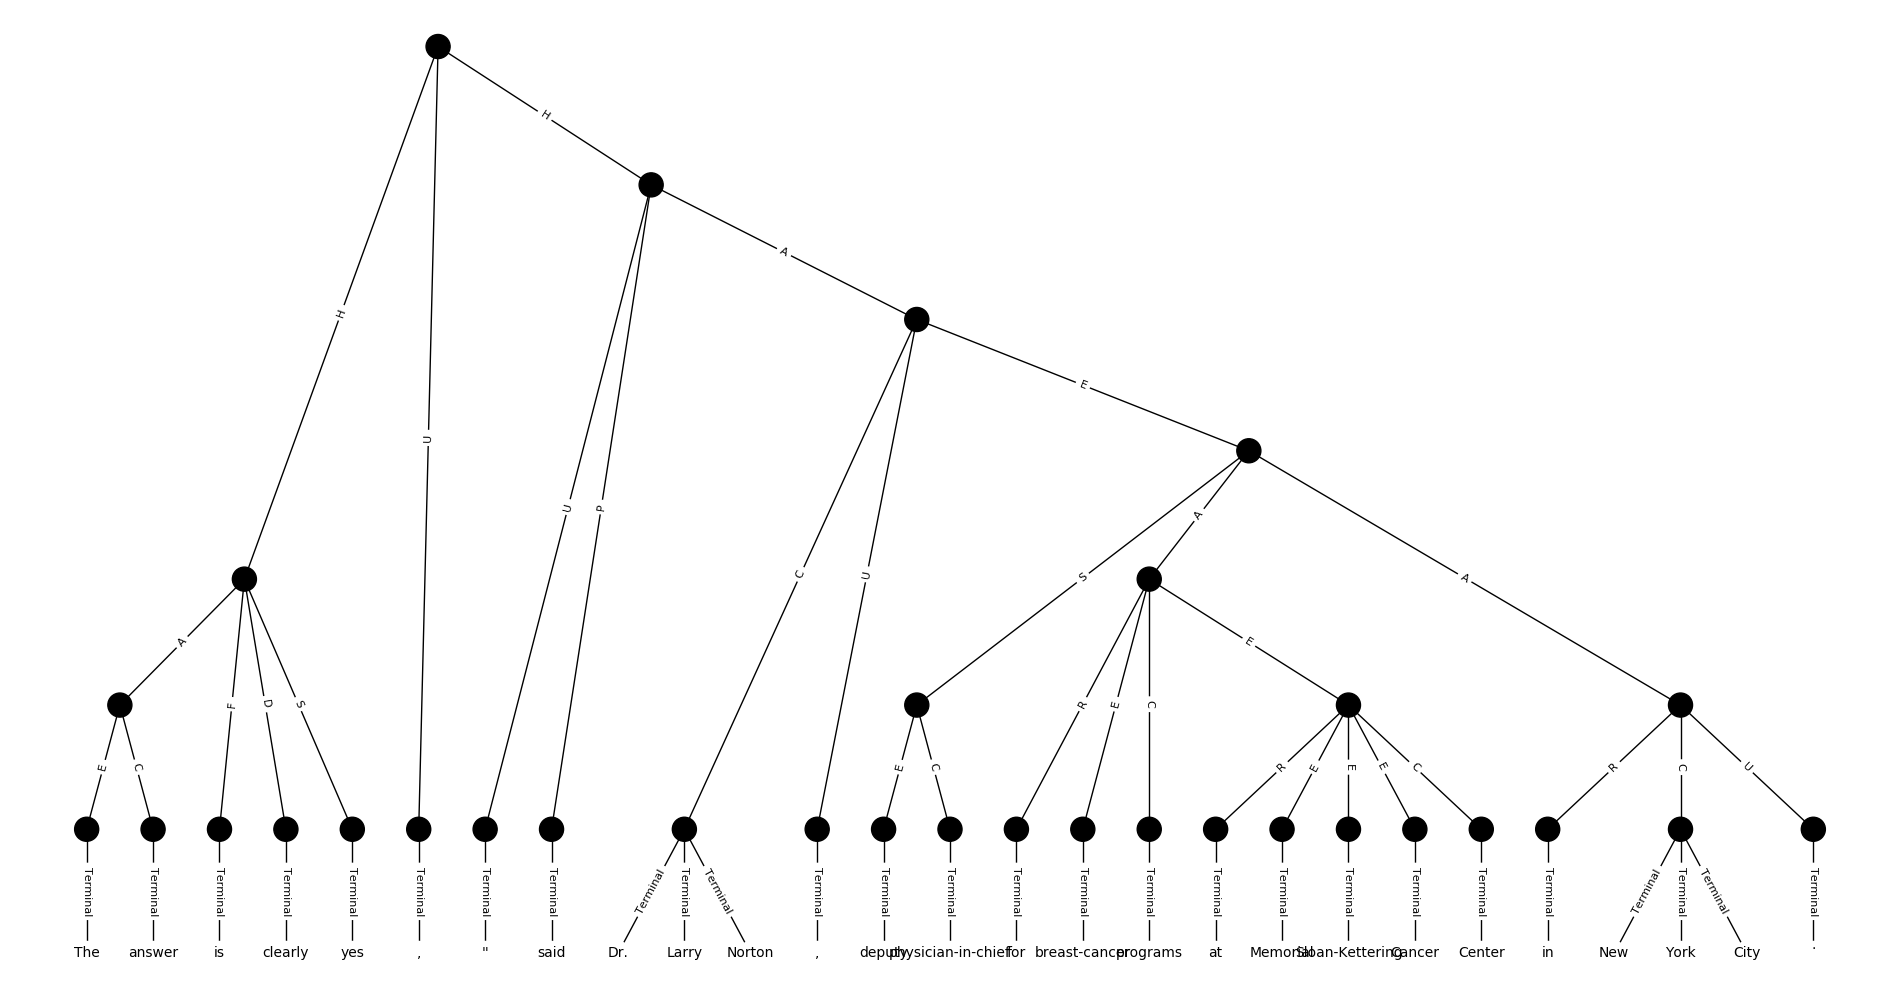 H
H
A
H
E
U
U
P
A
C
U
S
A
A
E
F
D
S
R
E
C
E
C
E
C
R
E
E
E
C
R
C
U
Terminal Terminal Terminal Terminal Terminal Terminal Terminal Terminal Terminal Terminal Terminal Terminal Terminal Terminal Terminal Terminal Terminal Terminal Terminal Terminal Terminal Terminal Terminal Terminal Terminal Terminal
The answer is clearly yes , " said Dr. Larry Norton , deputy physician-in-chief for breast-cancer programs at Memorial Sloan-Kettering Cancer Center in New York City .